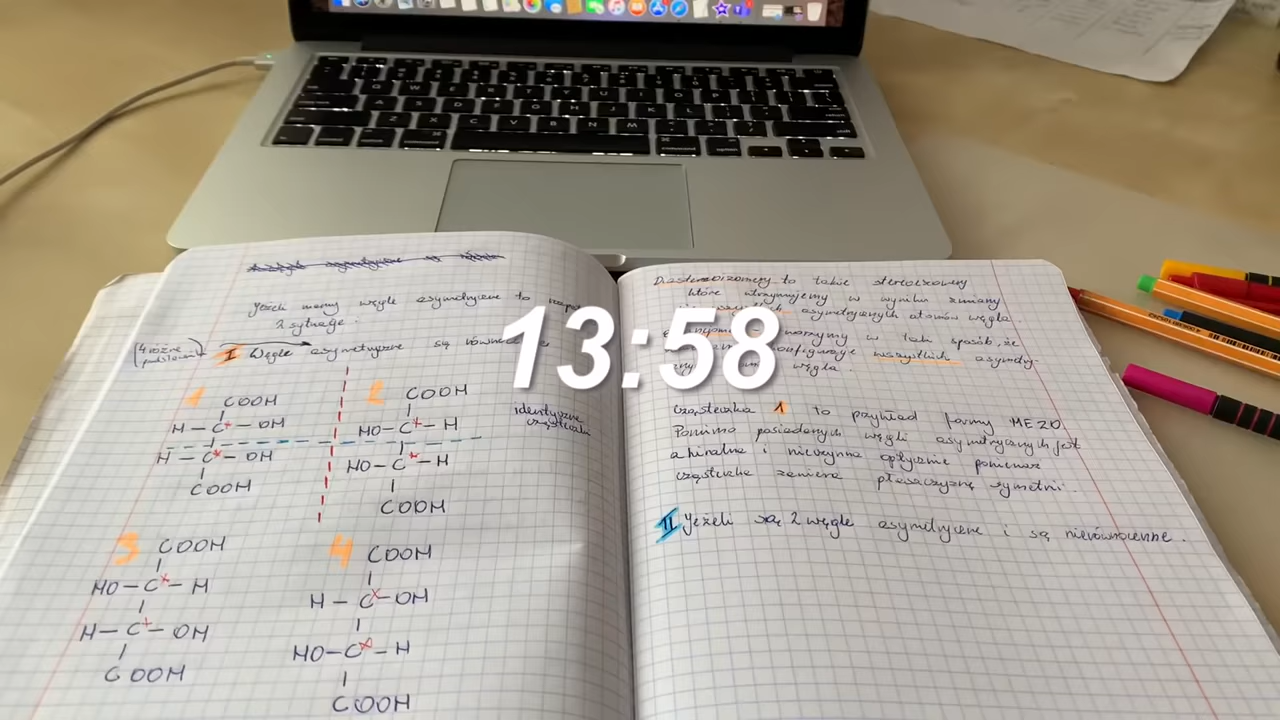 13:58
Jeżeli mamy węgle asymetryczne to
2 sytuacje.
(4 różne podstawniki)
I Węgle asymetryczne są równocenne
1
COOH
H – C – OH
H – C – OH
COOH
2
COOH
HO – C – H
HO – C – H
COOH
identyczne
cząsteczki
3
COOH
HO – C – H
H – C – OH
COOH
4
COOH
H – C – OH
HO – C – H
COOH
Diastereoizomery to takie stereoizomery
które otrzymujemy w wyniku zmiany
asymetrycznych atomów węgla
tworzymy w taki sposób, że
konfigurację wszystkich asymetry-
węgla.
Cząsteczka 1 to przykład formy MEZO
Pomimo posiadanych węgli asymetrycznych jest
achiralna i nieczynna optycznie ponieważ
cząsteczka zawiera płaszczyznę symetrii.
II Jeżeli są 2 węgle asymetryczne i są nierównocenne.